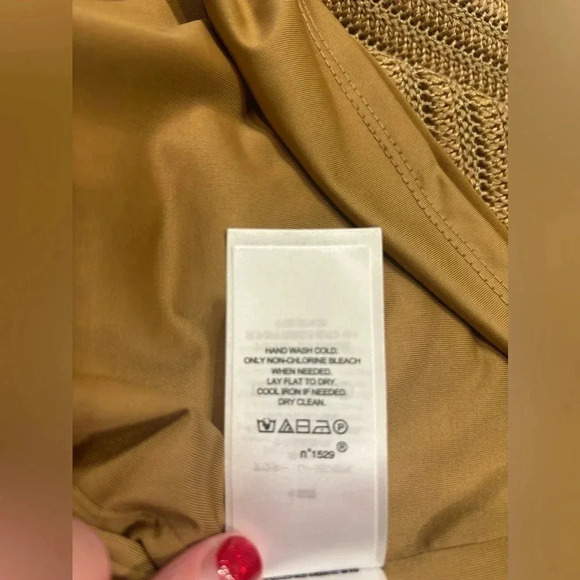 HAND WASH COLD.
ONLY NON-CHLORINE BLEACH
WHEN NEEDED.
LAY FLAT TO DRY.
COOL IRON IF NEEDED.
DRY CLEAN.
P
n°1529 ®